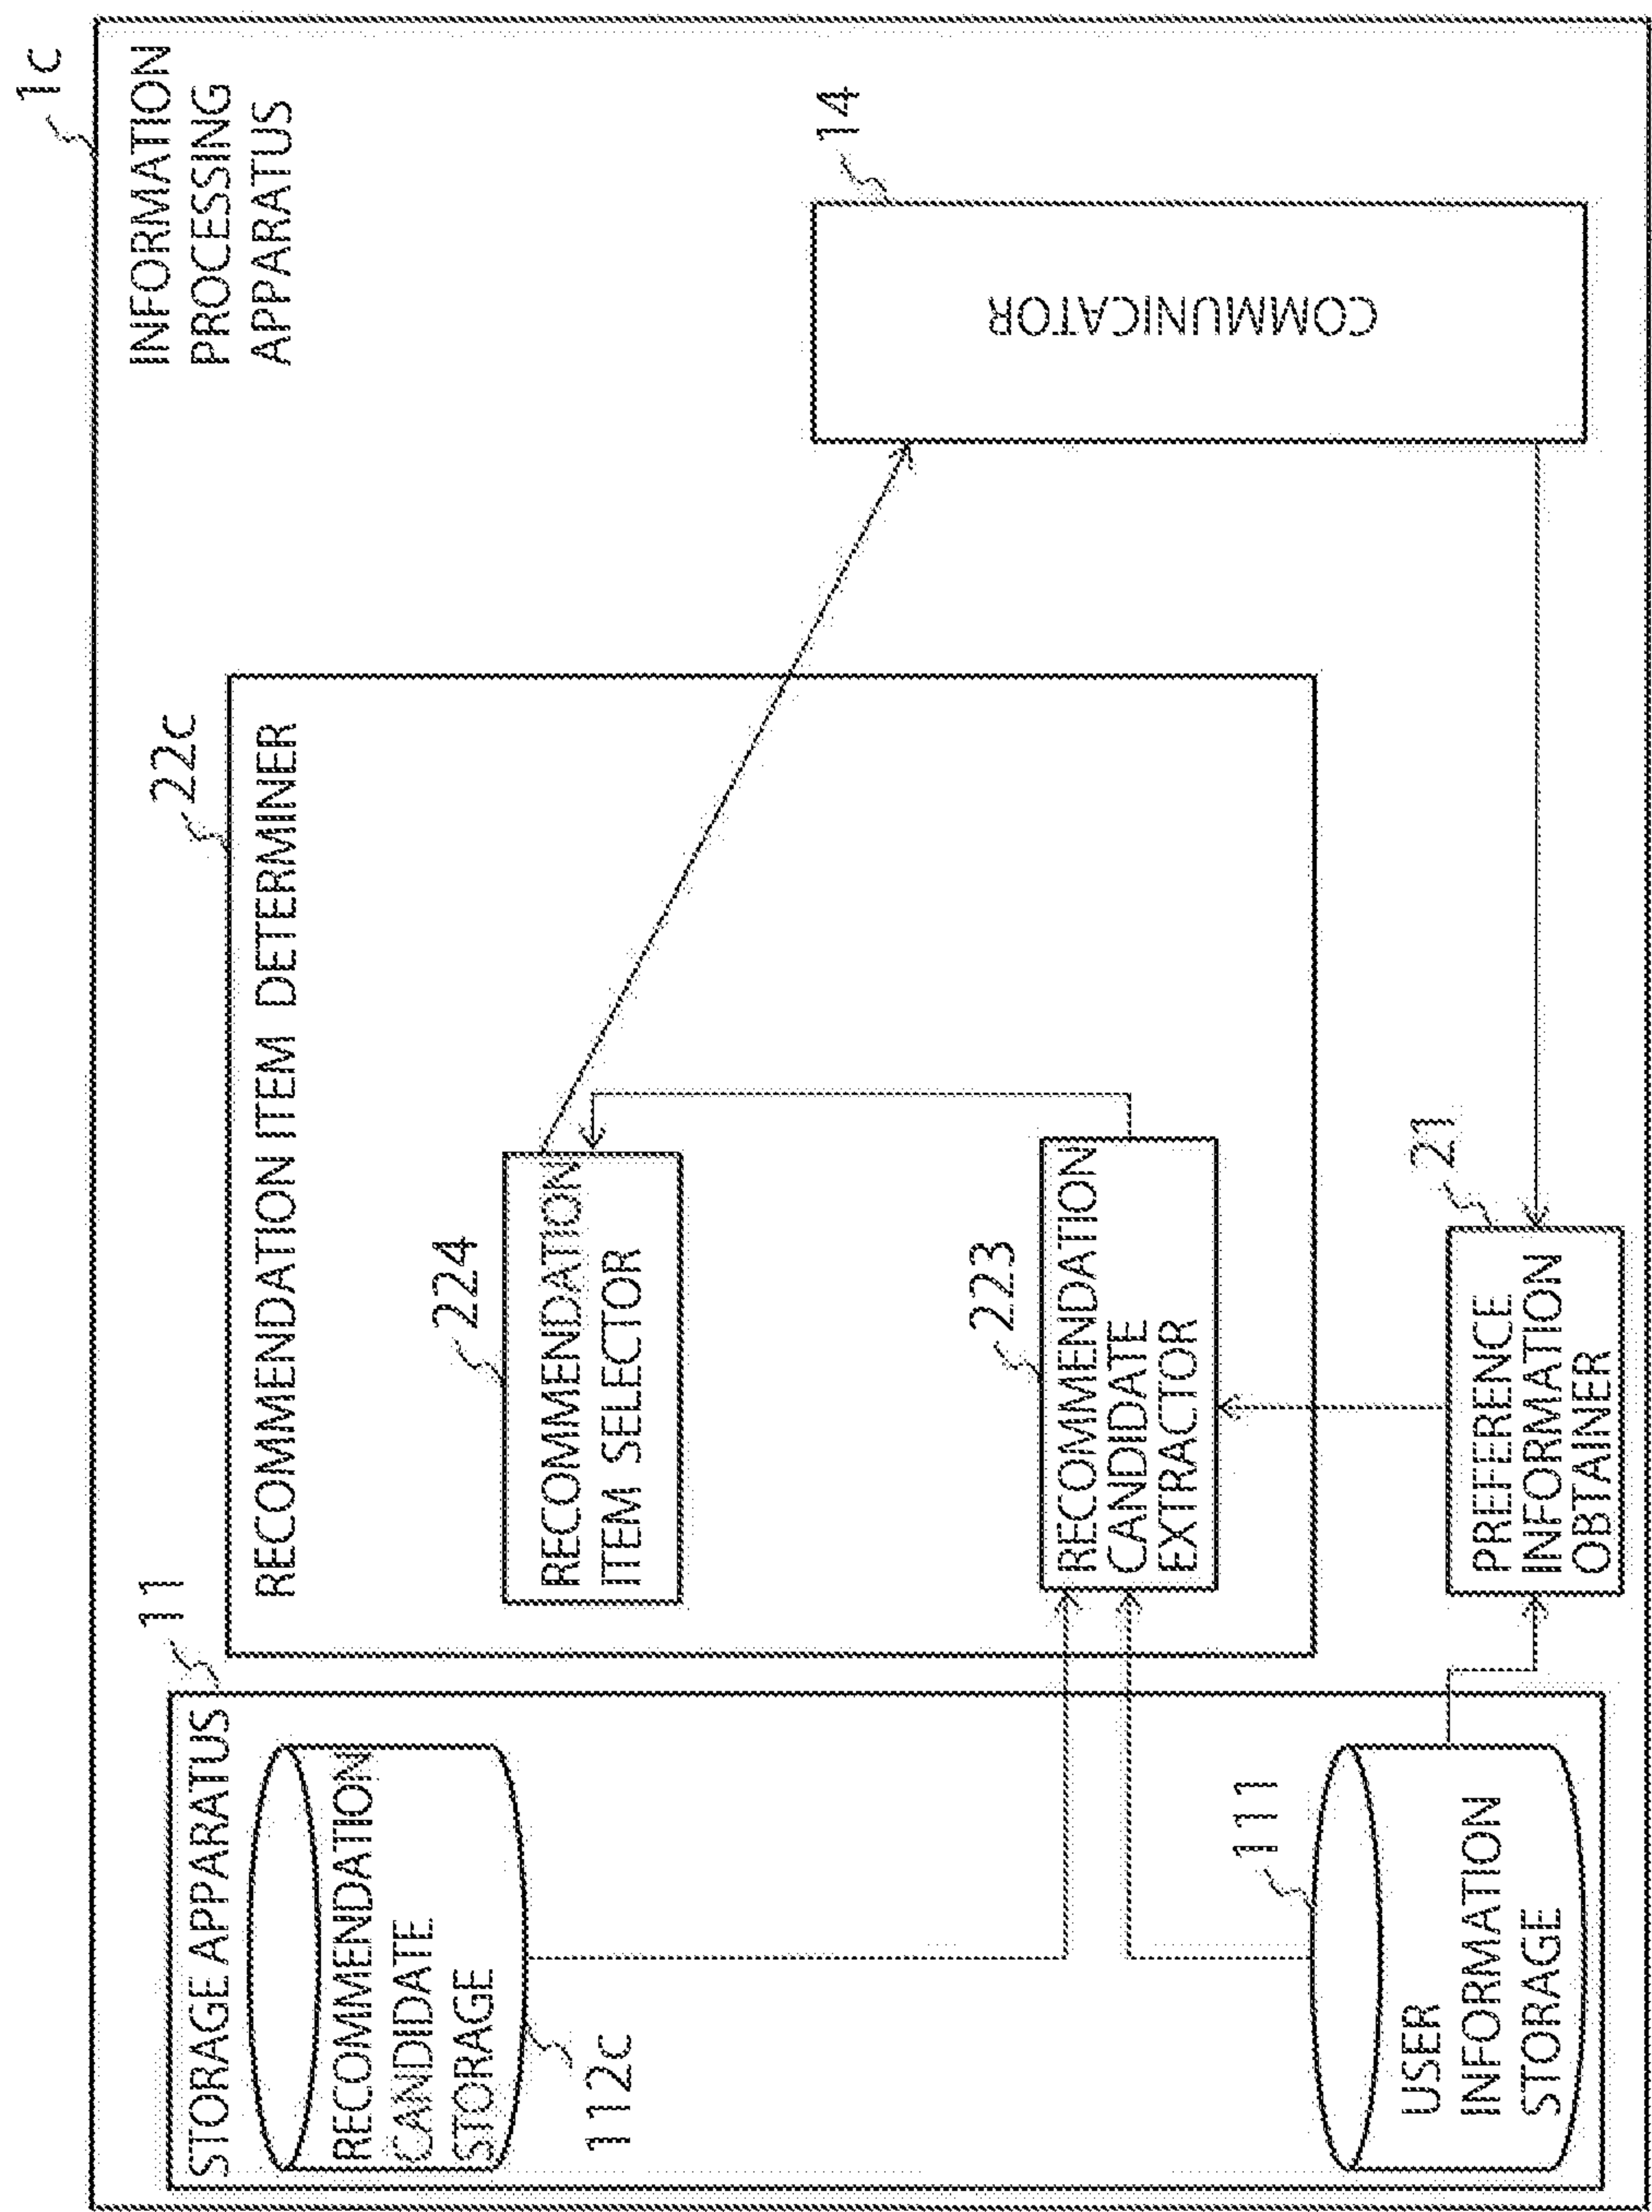 1c
INFORMATION
PROCESSING
APPARATUS
11
STORAGE APPARATUS
RECOMMENDATION
CANDIDATE
STORAGE
112c
111
USER
INFORMATION
STORAGE
22c
RECOMMENDATION ITEM DETERMINER
224
RECOMMENDATION
ITEM SELECTOR
223
RECOMMENDATION
CANDIDATE
EXTRACTOR
21
PREFERENCE
INFORMATION
OBTAINER
14
COMMUNICATOR